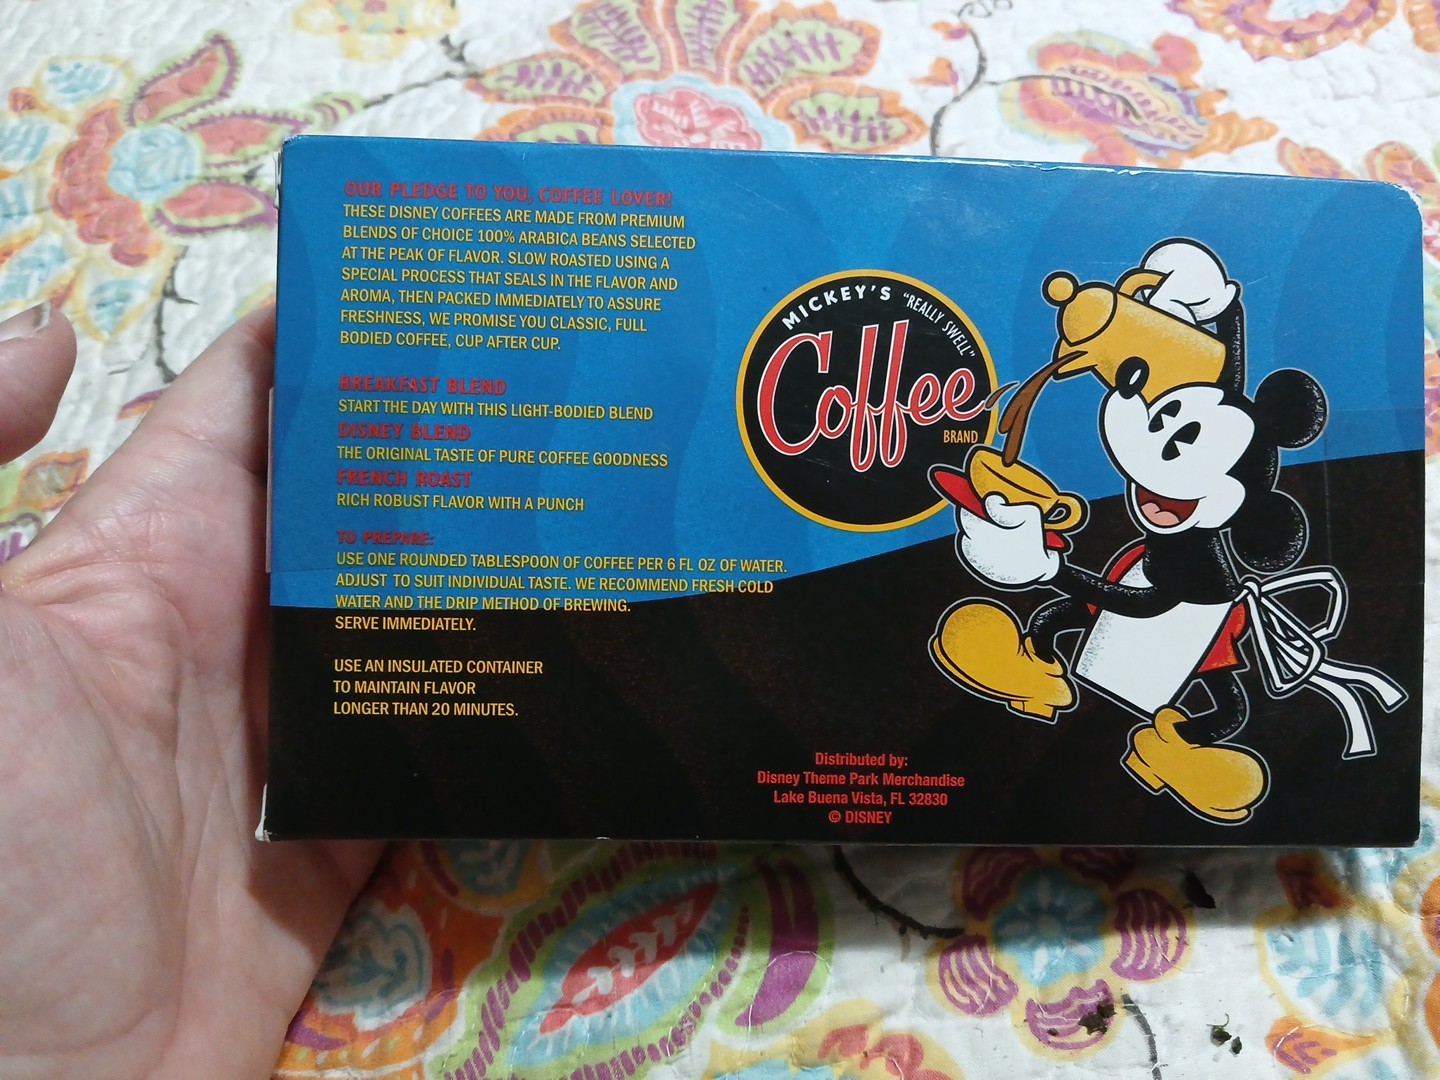 OUR PLEDGE TO YOU, COFFEE LOVER!
THESE DISNEY COFFEES ARE MADE FROM PREMIUM
BLENDS OF CHOICE 100% ARABICA BEANS SELECTED
AT THE PEAK OF FLAVOR. SLOW ROASTED USING A
SPECIAL PROCESS THAT SEALS IN THE FLAVOR AND
AROMA, THEN PACKED IMMEDIATELY TO ASSURE
FRESHNESS, WE PROMISE YOU CLASSIC, FULL
BODIED COFFEE, CUP AFTER CUP.
BREAKFAST BLEND
START THE DAY WITH THIS LIGHT-BODIED BLEND
DISNEY BLEND
THE ORIGINAL TASTE OF PURE COFFEE GOODNESS
FRENCH ROAST
RICH ROBUST FLAVOR WITH A PUNCH
TO PREPARE:
USE ONE ROUNDED TABLESPOON OF COFFEE PER 6 FL OZ OF WATER.
ADJUST TO SUIT INDIVIDUAL TASTE. WE RECOMMEND FRESH COLD
WATER AND THE DRIP METHOD OF BREWING.
SERVE IMMEDIATELY.
USE AN INSULATED CONTAINER
TO MAINTAIN FLAVOR
LONGER THAN 20 MINUTES.
MICKEY'S "REALLY SWELL"
Coffee
BRAND
Distributed by:
Disney Theme Park Merchandise
Lake Buena Vista, FL 32830
© DISNEY